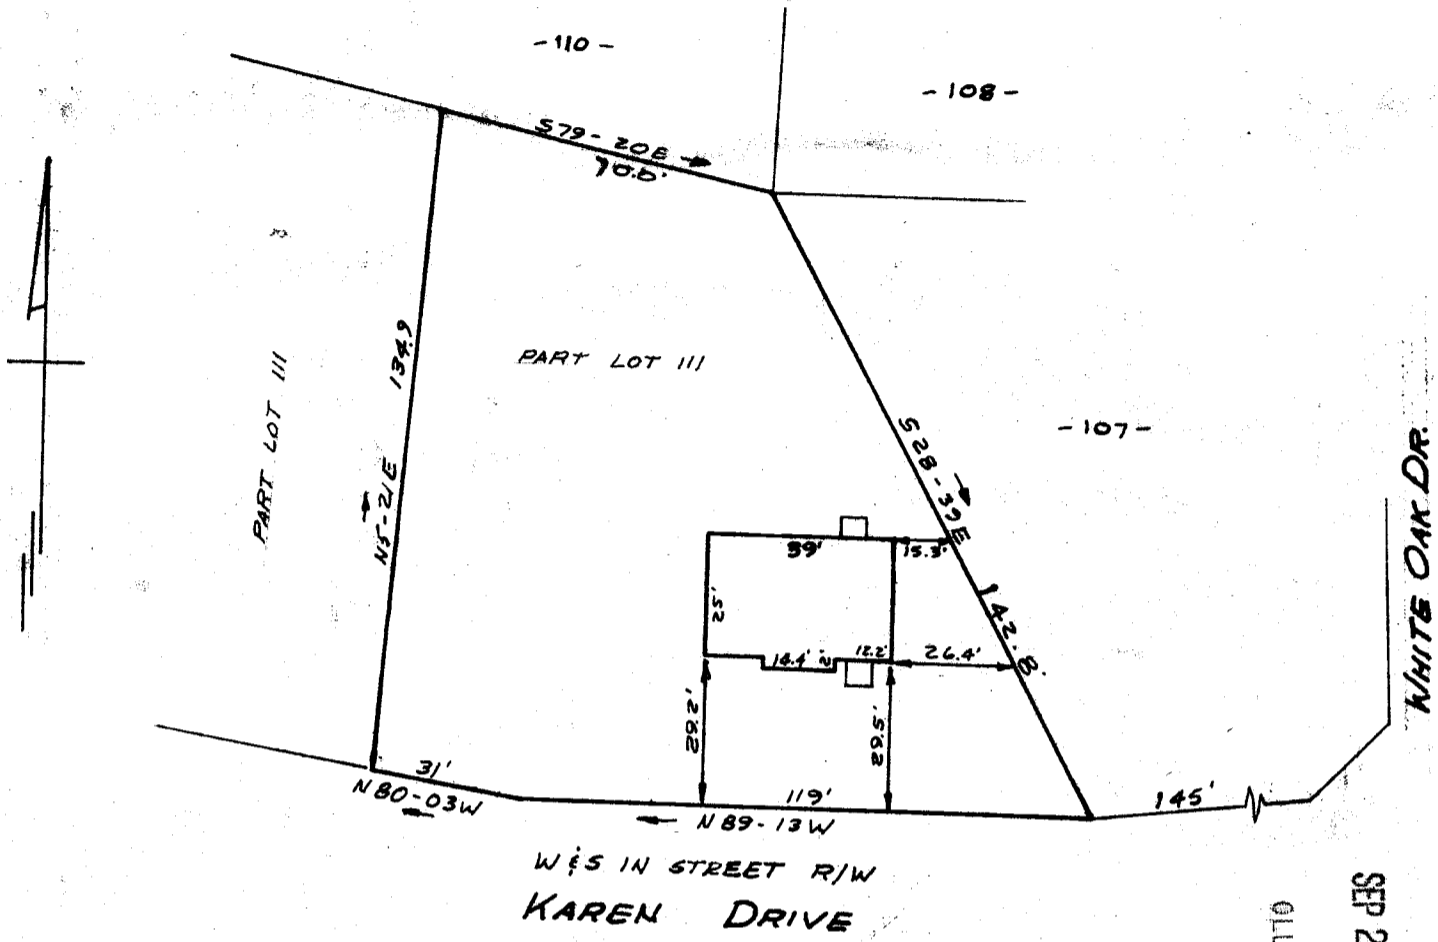 -110-
-108-
S79-20E
70.0'
PART LOT 111
N5-21E 134.9
PART LOT 111
S28-39E
142.8'
-107-
WHITE OAK DR.
39'
15.3'
25'
14.4' 2' 12.2'
26.4'
29.2'
29.5'
31'
N80-03W
119'
N89-13W
145'
W & S IN STREET R/W
KAREN DRIVE
SEP 2